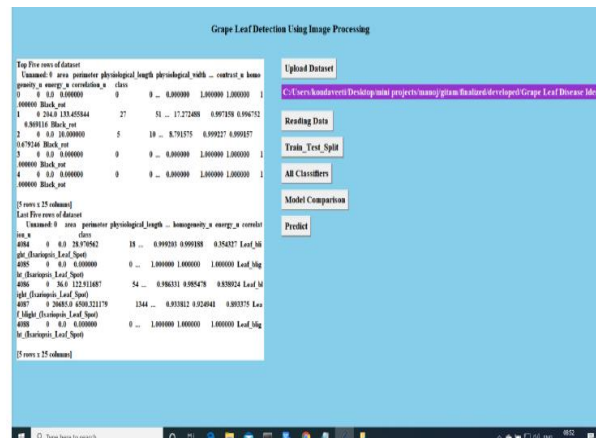 Grape Leaf Detection Using Image Processing
Top Five rows of dataset
Unnamed: 0 area perimeter physiological_length physiological_width ... contrast_n homo
geneity_n energy_n correlation_n class
0 0 0.0 0.000000 0 0 ... 0.000000 1.000000 1.000000 1
.000000 Black_rot
1 0 204.0 133.455844 27 51 ... 17.272488 0.997158 0.996752
0.869116 Black_rot
2 0 0.0 10.000000 5 10 ... 8.791575 0.999227 0.999157
0.679246 Black_rot
3 0 0.0 0.000000 0 0 ... 0.000000 1.000000 1.000000 1
.000000 Black_rot
4 0 0.0 0.000000 0 0 ... 0.000000 1.000000 1.000000 1
.000000 Black_rot
[5 rows x 25 columns]
Last Five rows of dataset
Unnamed: 0 area perimeter physiological_length ... homogeneity_n energy_n correlat
ion_n class
4084 0 0.0 28.970562 18 ... 0.999203 0.999188 0.354327 Leaf_bli
ght_(Isariopsis_Leaf_Spot)
4085 0 0.0 0.000000 0 ... 1.000000 1.000000 1.000000 Leaf_blig
ht_(Isariopsis_Leaf_Spot)
4086 0 36.0 122.911687 54 ... 0.986331 0.985478 0.838924 Leaf_bl
ight_(Isariopsis_Leaf_Spot)
4087 0 20685.0 6500.321179 1344 ... 0.933812 0.924941 0.893375 Lea
f_blight_(Isariopsis_Leaf_Spot)
4088 0 0.0 0.000000 0 ... 1.000000 1.000000 1.000000 Leaf_blig
ht_(Isariopsis_Leaf_Spot)
[5 rows x 25 columns]
Upload Dataset
C:/Users/kondaveeti/Desktop/mini projects/manoj/gitam/finalized/developed/Grape Leaf Disease Ide
Reading Data
Train_Test_Split
All Classifiers
Model Comparison
Predict
Type here to search
08:52